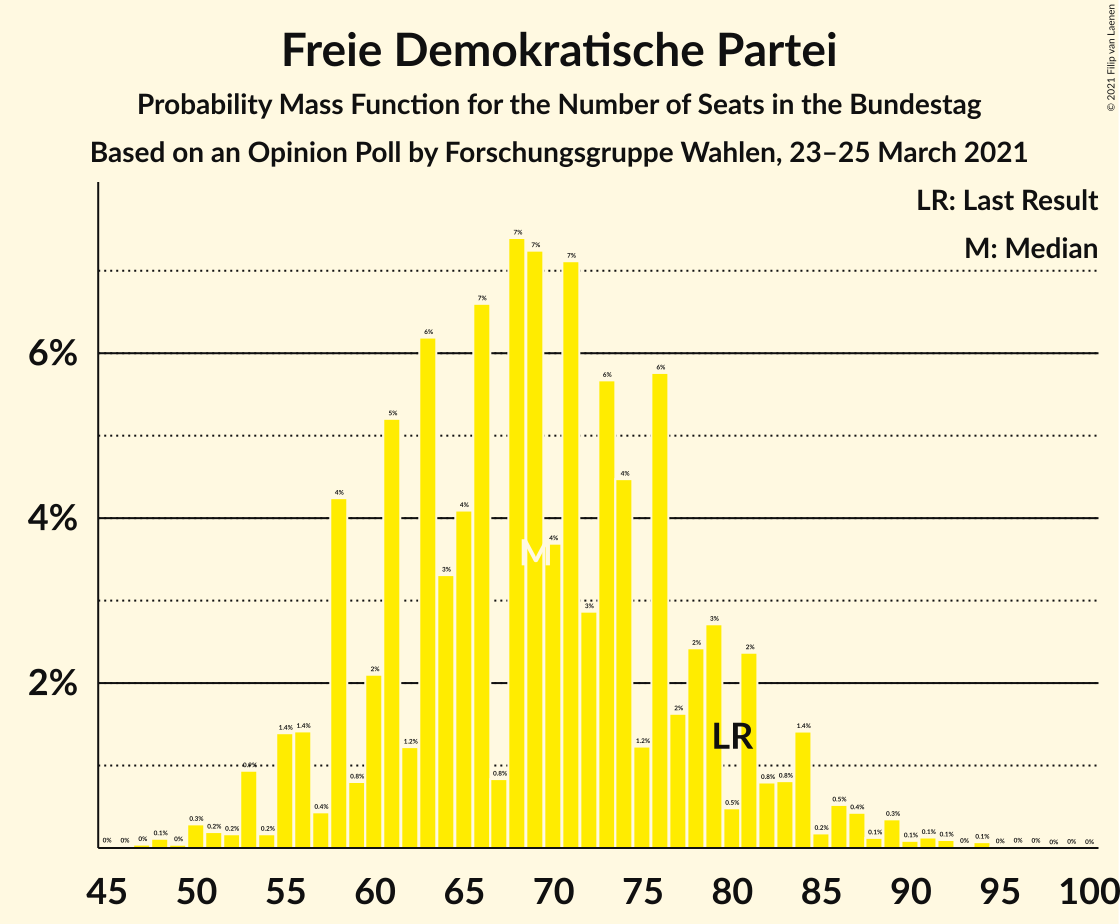 Freie Demokratische Partei
Probability Mass Function for the Number of Seats in the Bundestag
Based on an Opinion Poll by Forschungsgruppe Wahlen, 23–25 March 2021
© 2021 Filip van Laenen
LR: Last Result
M: Median
6%
4%
2%
0% 0% 0% 0.1% 0% 0.3% 0.2% 0.2% 0.9% 0.2% 1.4% 1.4% 0.4% 4% 0.8% 2% 5% 1.2% 6% 3% 4% 7% 0.8% 7% 7% 4% 7% 3% 6% 4% 1.2% 6% 2% 2% 3% 0.5% 2% 0.8% 0.8% 1.4% 0.2% 0.5% 0.4% 0.1% 0.3% 0.1% 0.1% 0.1% 0% 0.1% 0% 0% 0% 0% 0% 0%
M
LR
45 50 55 60 65 70 75 80 85 90 95 100